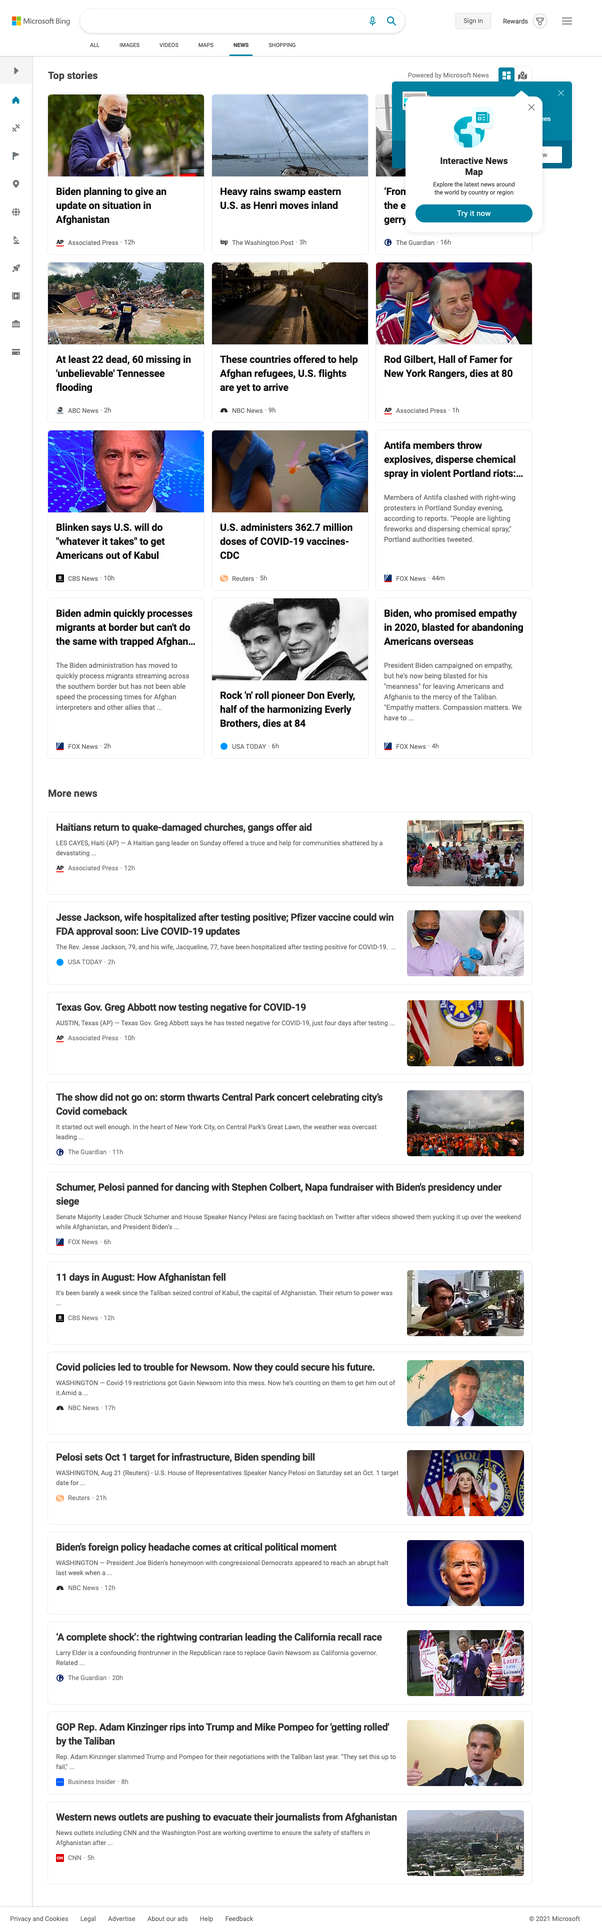 Microsoft Bing
Sign in
Rewards
ALL
IMAGES
VIDEOS
MAPS
NEWS
SHOPPING
Top stories
Powered by Microsoft News
Interactive News
Map
Explore the latest news around
the world by country or region
Try it now
Biden planning to give an
update on situation in
Afghanistan
AP Associated Press · 12h
Heavy rains swamp eastern
U.S. as Henri moves inland
wp The Washington Post · 3h
'Fron
the e
gerry
The Guardian · 16h
At least 22 dead, 60 missing in
'unbelievable' Tennessee
flooding
ABC News · 2h
These countries offered to help
Afghan refugees, U.S. flights
are yet to arrive
NBC News · 9h
Rod Gilbert, Hall of Famer for
New York Rangers, dies at 80
AP Associated Press · 1h
Blinken says U.S. will do
"whatever it takes" to get
Americans out of Kabul
CBS News · 10h
U.S. administers 362.7 million
doses of COVID-19 vaccines-
CDC
Reuters · 5h
Antifa members throw
explosives, disperse chemical
spray in violent Portland riots:...
Members of Antifa clashed with right-wing
protesters in Portland Sunday evening,
according to reports. "People are lighting
fireworks and dispersing chemical spray,"
Portland authorities tweeted.
FOX News · 44m
Biden admin quickly processes
migrants at border but can't do
the same with trapped Afghan...
The Biden administration has moved to
quickly process migrants streaming across
the southern border but has not been able
speed the processing times for Afghan
interpreters and other allies that ...
FOX News · 2h
Rock 'n' roll pioneer Don Everly,
half of the harmonizing Everly
Brothers, dies at 84
USA TODAY · 6h
Biden, who promised empathy
in 2020, blasted for abandoning
Americans overseas
President Biden campaigned on empathy,
but he's now being blasted for his
"meanness" for leaving Americans and
Afghans to the mercy of the Taliban.
"Empathy matters. Compassion matters. We
have to ...
FOX News · 4h
More news
Haitians return to quake-damaged churches, gangs offer aid
LES CAYES, Haiti (AP) — A Haitian gang leader on Sunday offered a truce and help for communities shattered by a
devastating ...
AP Associated Press · 12h
Jesse Jackson, wife hospitalized after testing positive; Pfizer vaccine could win
FDA approval soon: Live COVID-19 updates
The Rev. Jesse Jackson, 79, and his wife, Jacqueline, 77, have been hospitalized after testing positive for COVID-19. ...
USA TODAY · 2h
Texas Gov. Greg Abbott now testing negative for COVID-19
AUSTIN, Texas (AP) — Texas Gov. Greg Abbott says he has tested negative for COVID-19, just four days after testing ...
AP Associated Press · 10h
The show did not go on: storm thwarts Central Park concert celebrating city's
Covid comeback
It started out well enough. In the heart of New York City, on Central Park's Great Lawn, the weather was overcast
leading ...
The Guardian · 11h
Schumer, Pelosi panned for dancing with Stephen Colbert, Napa fundraiser with Biden's presidency under
siege
Senate Majority Leader Chuck Schumer and House Speaker Nancy Pelosi are facing backlash on Twitter after videos showed them yucking it up over the weekend
while Afghanistan, and President Biden's ...
FOX News · 6h
11 days in August: How Afghanistan fell
It's been barely a week since the Taliban seized control of Kabul, the capital of Afghanistan. Their return to power was
...
CBS News · 12h
Covid policies led to trouble for Newsom. Now they could secure his future.
WASHINGTON — Covid-19 restrictions got Gavin Newsom into this mess. Now he's counting on them to get him out of
it.Amid a ...
NBC News · 17h
Pelosi sets Oct 1 target for infrastructure, Biden spending bill
WASHINGTON, Aug 21 (Reuters) - U.S. House of Representatives Speaker Nancy Pelosi on Saturday set an Oct. 1 target
date for ...
Reuters · 21h
Biden's foreign policy headache comes at critical political moment
WASHINGTON — President Joe Biden's honeymoon with congressional Democrats appeared to reach an abrupt halt
last week when a ...
NBC News · 12h
'A complete shock': the rightwing contrarian leading the California recall race
Larry Elder is a confounding frontrunner in the Republican race to replace Gavin Newsom as California governor.
Related ...
The Guardian · 20h
GOP Rep. Adam Kinzinger rips into Trump and Mike Pompeo for 'getting rolled'
by the Taliban
Rep. Adam Kinzinger slammed Trump and Pompeo for their negotiations with the Taliban last year. "They set this up to
fail," ...
Business Insider · 8h
Western news outlets are pushing to evacuate their journalists from Afghanistan
News outlets including CNN and the Washington Post are working overtime to ensure the safety of staffers in
Afghanistan after ...
CNN · 5h
Privacy and Cookies
Legal
Advertise
About our ads
Help
Feedback
© 2021 Microsoft